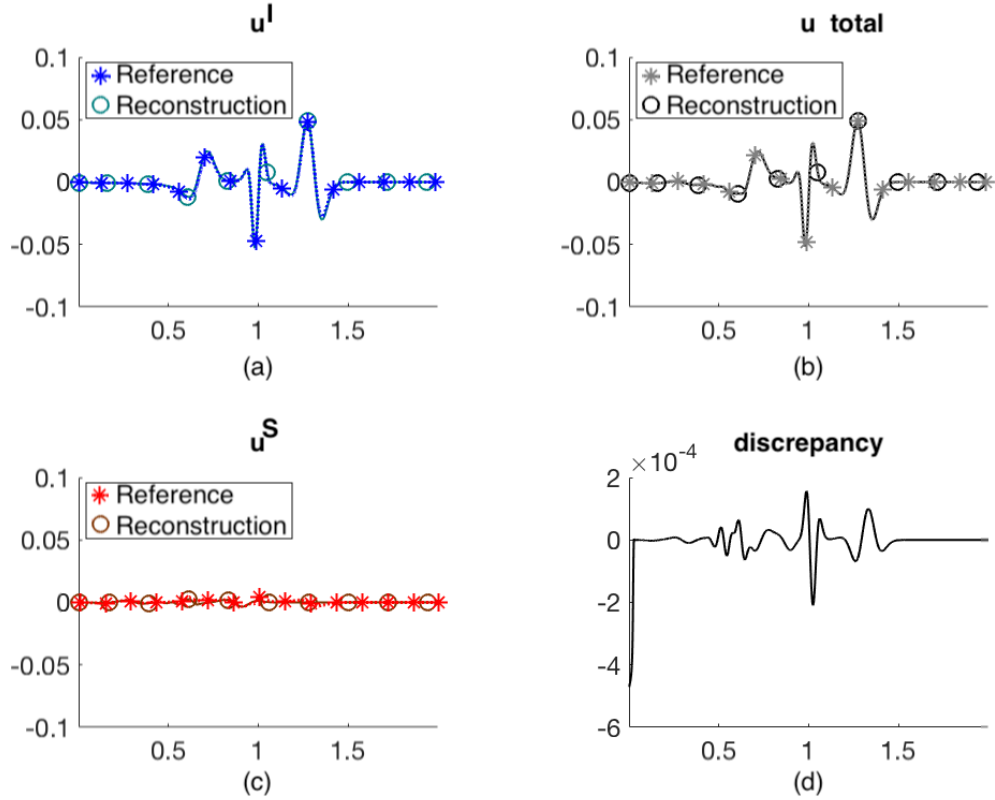 u^I
0.1
0.05
0
-0.05
-0.1
Reference
Reconstruction
0.5
1
1.5
(a)
u total
0.1
0.05
0
-0.05
-0.1
Reference
Reconstruction
0.5
1
1.5
(b)
u^S
0.1
0.05
0
-0.05
-0.1
Reference
Reconstruction
0.5
1
1.5
(c)
discrepancy
×10^-4
2
0
-2
-4
-6
0.5
1
1.5
(d)